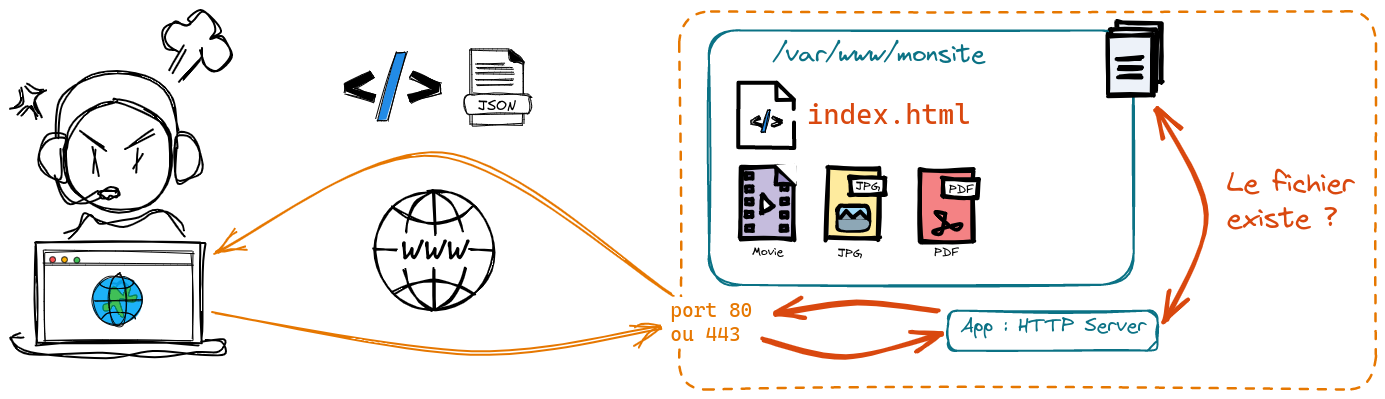 /var/www/monsite
</>
JSON
</> index.html
JPG
PDF
WWW
Movie
JPG
PDF
Le fichier
existe ?
port 80
ou 443
App : HTTP Server